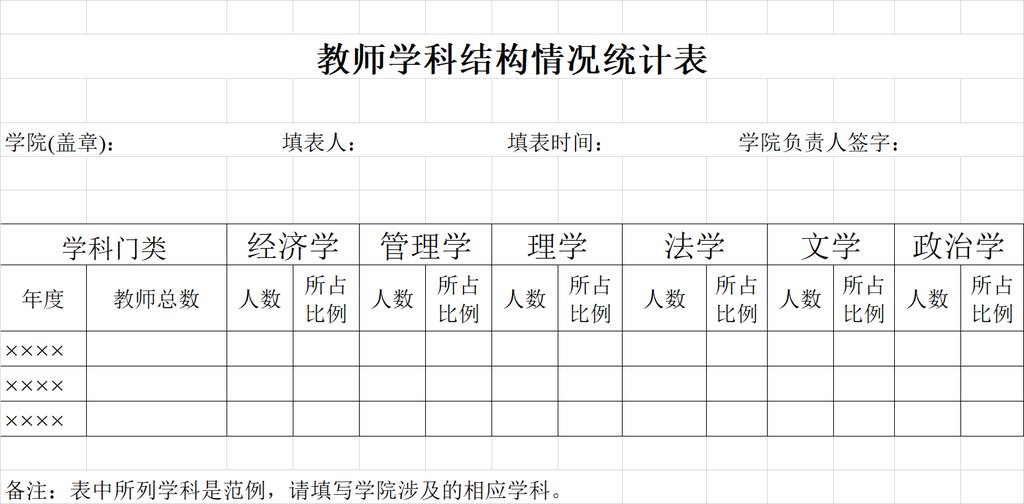 教师学科结构情况统计表
学院(盖章): 填表人: 填表时间: 学院负责人签字:
学科门类 经济学 管理学 理学 法学 文学 政治学
年度 教师总数 人数 所占比例 人数 所占比例 人数 所占比例 人数 所占比例 人数 所占比例 人数 所占比例
××××
××××
××××
备注：表中所列学科是范例，请填写学院涉及的相应学科。